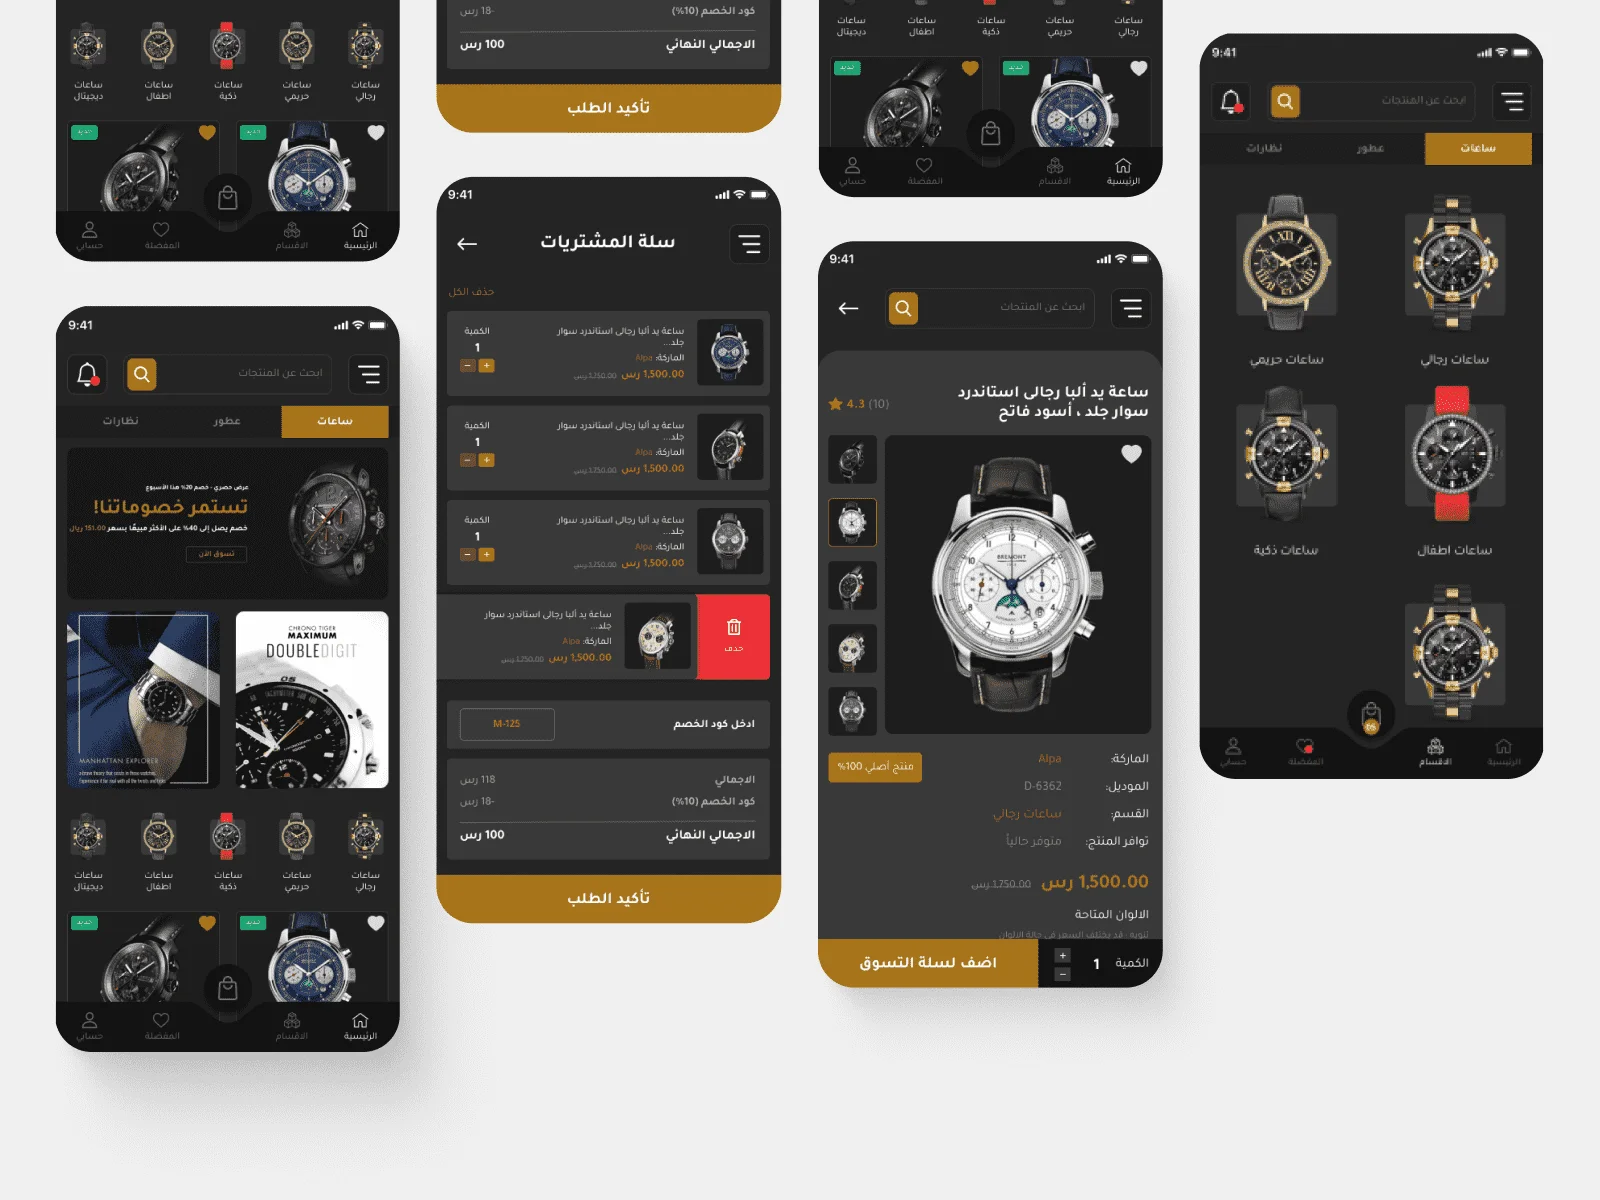 ساعات رجالي
ساعات حريمي
ساعات ذكية
ساعات اطفال
ساعات ديجيتال
جديد
جديد
الرئيسية
الاقسام
المفضلة
حسابي
9:41
ابحث عن المنتجات
ساعات
عطور
نظارات
عرض حصري - خصم 20% هذا الأسبوع
تستمر خصوماتنا!
خصم يصل إلى 40% على الأكثر مبيعًا بسعر 151.00 ريال
تسوق الآن
CHRONO TIGER
MAXIMUM
DOUBLEDIGIT
MANHATTAN EXPLORER
ساعات رجالي
ساعات حريمي
ساعات ذكية
ساعات اطفال
ساعات ديجيتال
جديد
جديد
الرئيسية
الاقسام
المفضلة
حسابي
كود الخصم (10%)
-18 رس
الاجمالي النهائي
100 رس
تأكيد الطلب
9:41
سلة المشتريات
حذف الكل
ساعة يد ألبا رجالى استاندرد سوار
جلد...
الماركة: Alpa
1,500.00 رس 1,750.00 رس
الكمية
1
+ −
ساعة يد ألبا رجالى استاندرد سوار
جلد...
الماركة: Alpa
1,500.00 رس 1,750.00 رس
الكمية
1
+ −
ساعة يد ألبا رجالى استاندرد سوار
جلد...
الماركة: Alpa
1,500.00 رس 1,750.00 رس
الكمية
1
+ −
حذف
ساعة يد ألبا رجالى استاندرد سوار
جلد...
الماركة: Alpa
1,500.00 رس 1,750.00 رس
ادخل كود الخصم
M-125
الاجمالي
118 رس
كود الخصم (10%)
-18 رس
الاجمالي النهائي
100 رس
تأكيد الطلب
ساعات رجالي
ساعات حريمي
ساعات ذكية
ساعات اطفال
ساعات ديجيتال
جديد
جديد
الرئيسية
الاقسام
المفضلة
حسابي
9:41
ابحث عن المنتجات
ساعة يد ألبا رجالى استاندرد
سوار جلد ، أسود فاتح
4.3 (10)
BREMONT
الماركة: Alpa
منتج أصلي 100%
الموديل: D-6362
القسم: ساعات رجالي
توافر المنتج: متوفر حالياً
1,500.00 رس 1,750.00 رس
الالوان المتاحة
تنويه - قد يختلف السعر في حالة الالوان
الكمية 1 + −
اضف لسلة التسوق
9:41
ابحث عن المنتجات
ساعات
عطور
نظارات
ساعات رجالي
ساعات حريمي
ساعات اطفال
ساعات ذكية
الرئيسية
الاقسام
المفضلة
حسابي